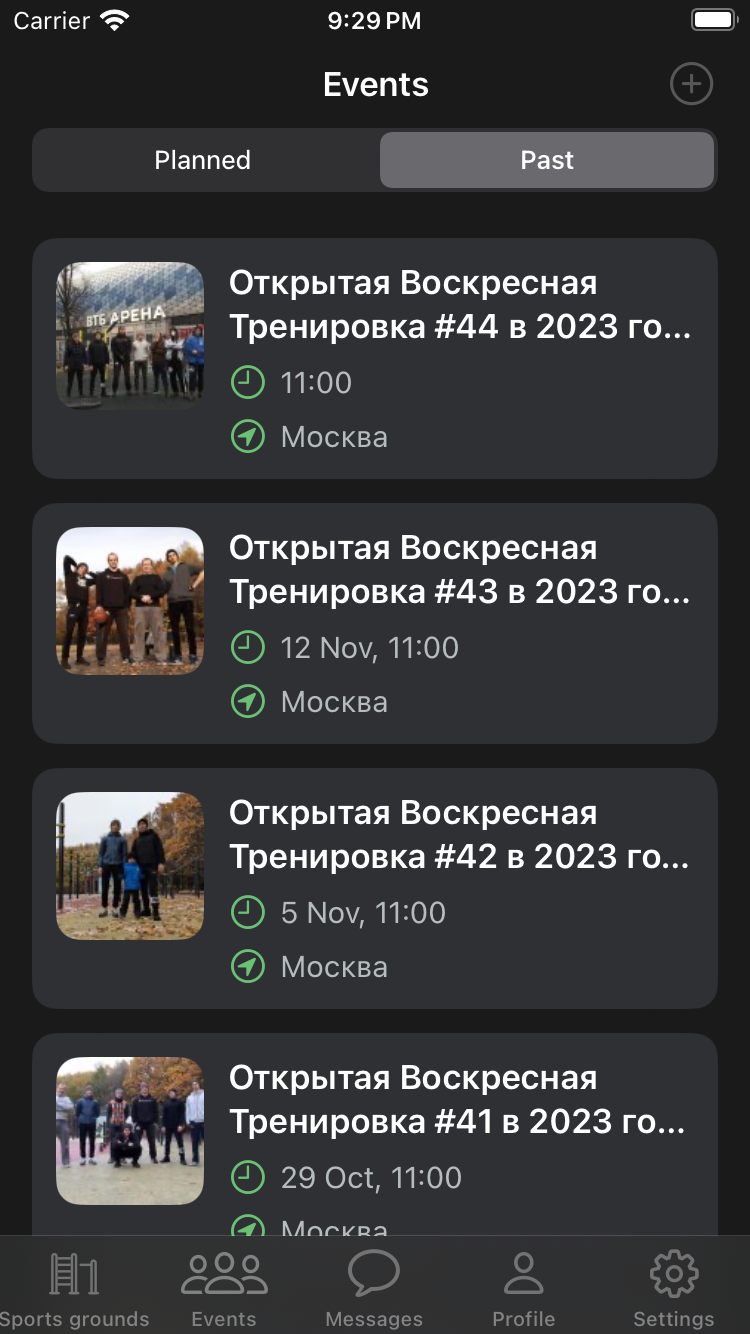 Carrier 9:29 PM
Events
Planned Past
ВТБ АРЕНА
Открытая Воскресная
Тренировка #44 в 2023 го...
11:00
Москва
Открытая Воскресная
Тренировка #43 в 2023 го...
12 Nov, 11:00
Москва
Открытая Воскресная
Тренировка #42 в 2023 го...
5 Nov, 11:00
Москва
Открытая Воскресная
Тренировка #41 в 2023 го...
29 Oct, 11:00
Москва
Sports grounds Events Messages Profile Settings